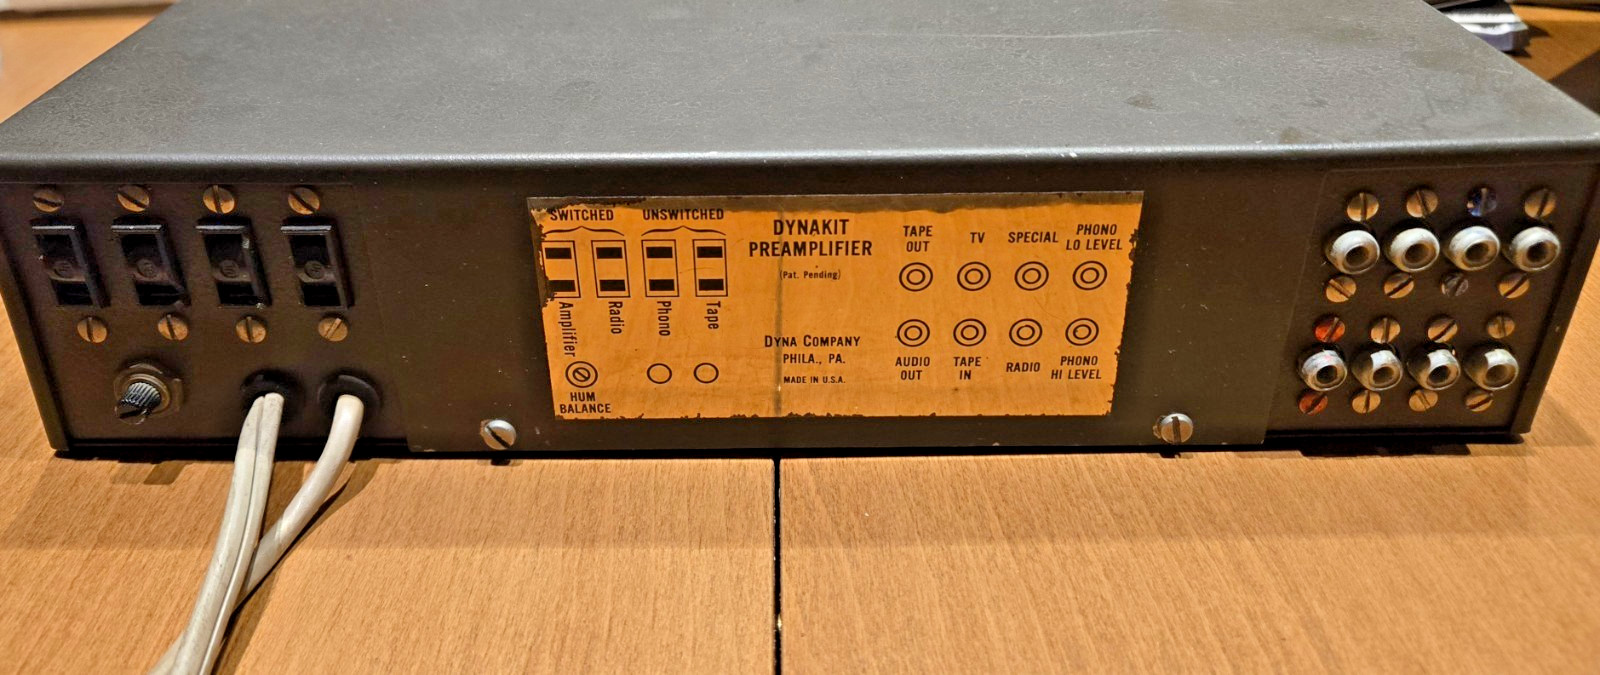 SWITCHED UNSWITCHED
Amplifier Radio Phono Tape
HUM
BALANCE
DYNAKIT
PREAMPLIFIER
(Pat. Pending)
DYNA COMPANY
PHILA., PA.
MADE IN U.S.A.
TAPE
OUT
TV
SPECIAL
PHONO
LO LEVEL
AUDIO
OUT
TAPE
IN
RADIO
PHONO
HI LEVEL